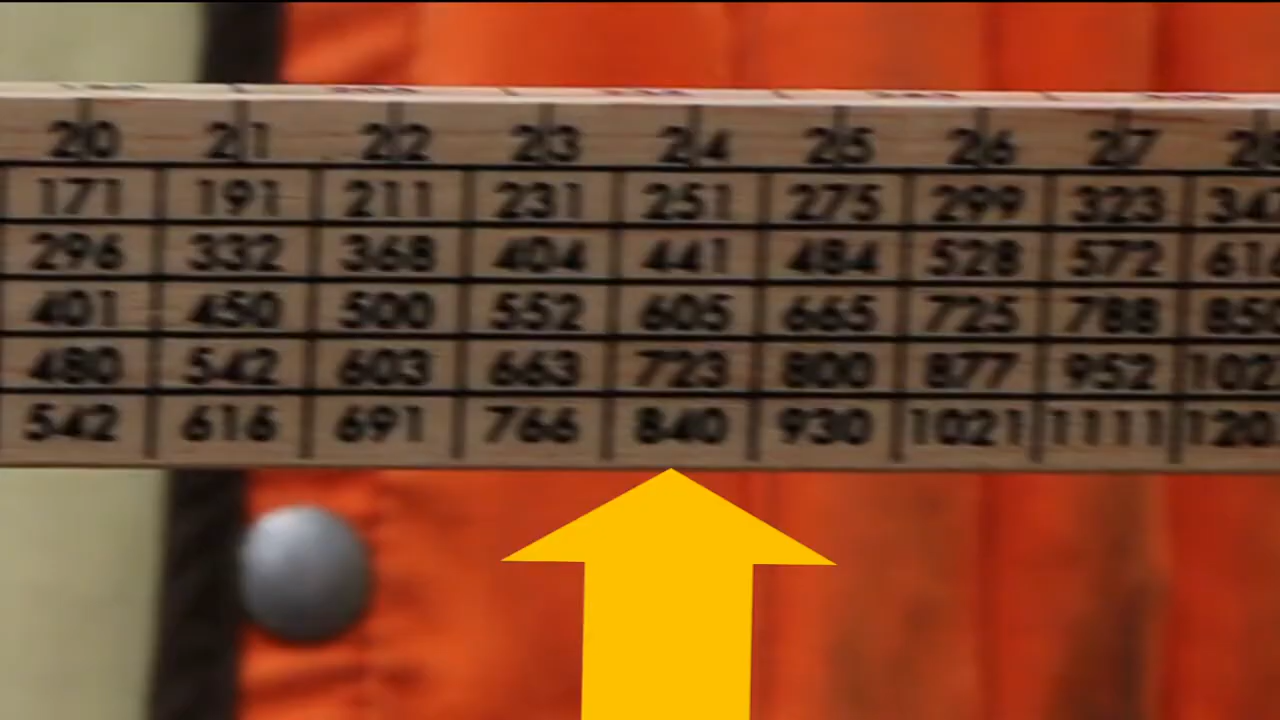 20 21 22 23 24 25 26 27
171 191 211 231 251 275 299 323
296 332 368 404 441 484 528 572
401 450 500 552 605 665 725 788
480 542 603 663 723 800 877 952
542 616 691 766 840 930 1021 1111